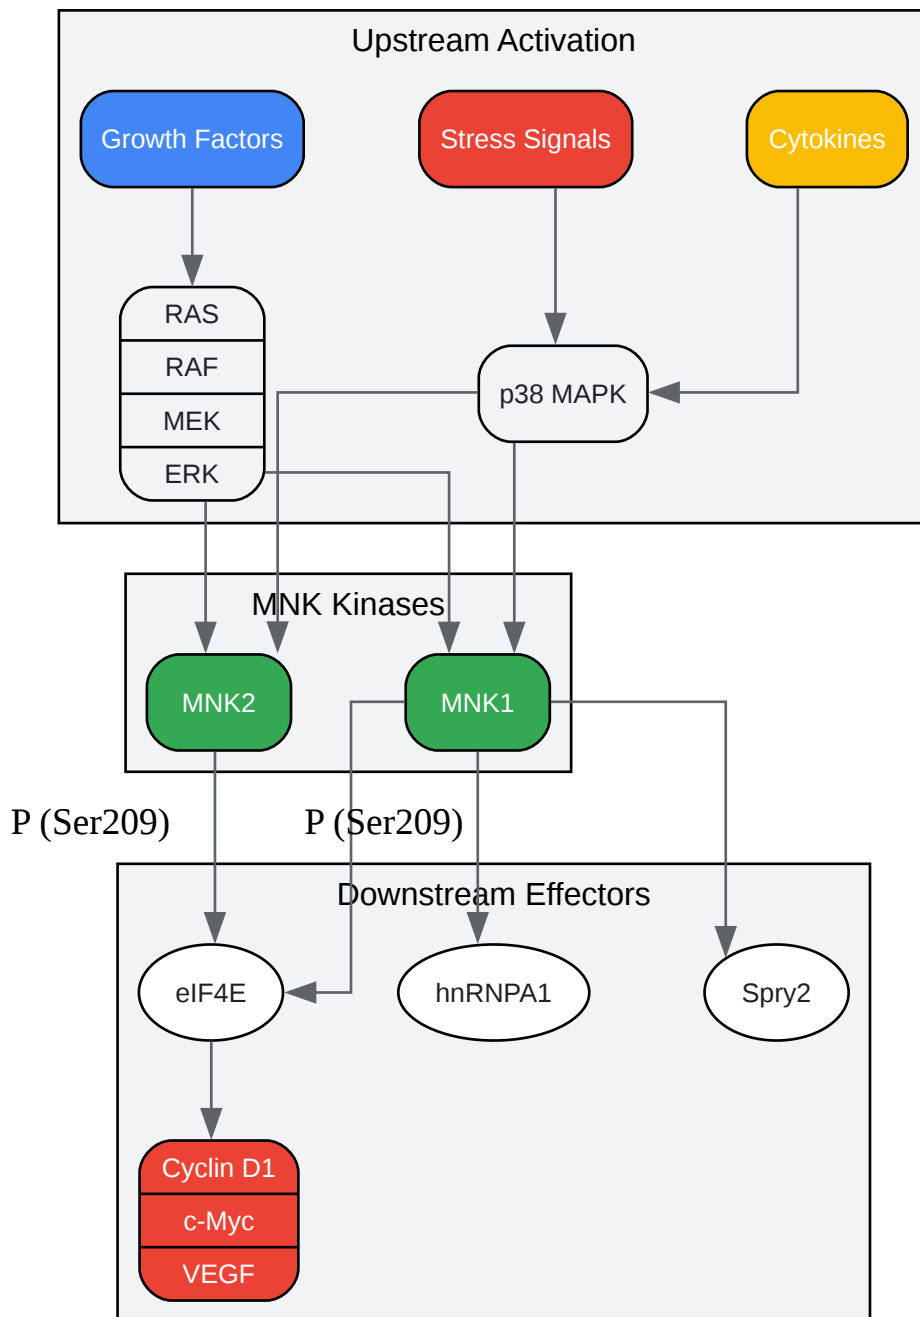 Upstream Activation
Growth Factors
Stress Signals
Cytokines
RAS
RAF
MEK
ERK
p38 MAPK
MNK Kinases
MNK2
MNK1
P (Ser209)
P (Ser209)
Downstream Effectors
eIF4E
hnRNPA1
Spry2
Cyclin D1
c-Myc
VEGF